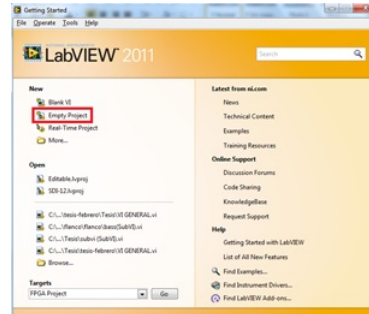 Getting Started
File Operate Tools Help
LabVIEW 2011
Search
New
Blank VI
Empty Project
Real-Time Project
More...
Open
Editable.lvproj
SDI-12.lvproj
C:\...\tesis-febrero\Tesis\VI GENERAL.vi
C:\...\flanco\flanco\bass(SubVI).vi
C:\...\Tesis\subvi (SubVI).vi
C:\...\Tesis\tesis-febrero\VI GENERAL.vi
Browse...
Targets
FPGA Project
Go
Latest from ni.com
News
Technical Content
Examples
Training Resources
Online Support
Discussion Forums
Code Sharing
KnowledgeBase
Request Support
Help
Getting Started with LabVIEW
List of All New Features
Find Examples...
Find Instrument Drivers...
Find LabVIEW Add-ons...